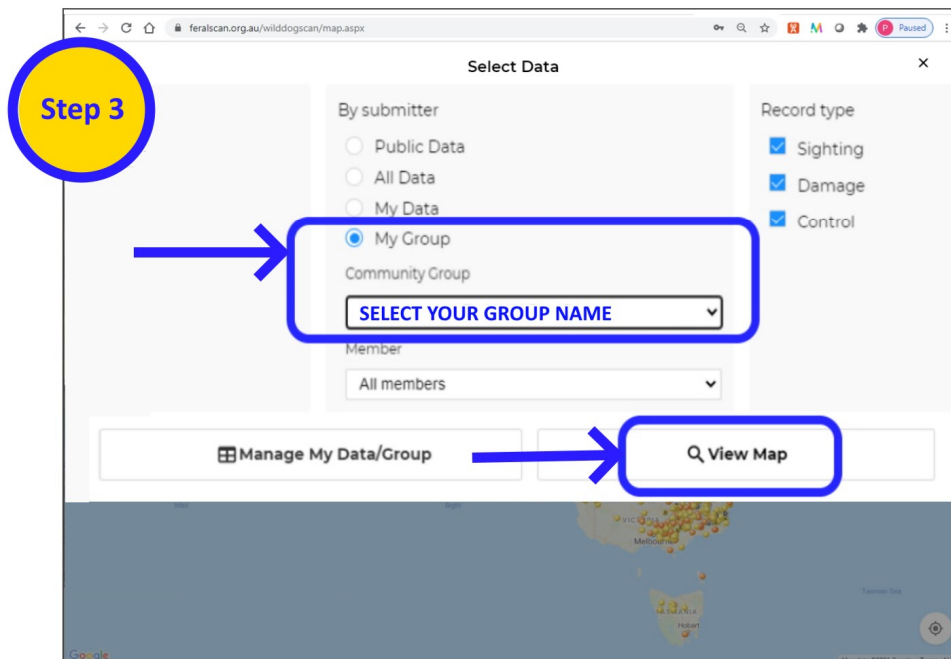 feralscan.org.au/wilddogscan/map.aspx
P Paused
Select Data
Step 3
By submitter
Public Data
All Data
My Data
My Group
Community Group
SELECT YOUR GROUP NAME
Member
All members
Record type
Sighting
Damage
Control
Manage My Data/Group
View Map
Melbourne
TASMANIA
Hobart
Tasman Sea
Google